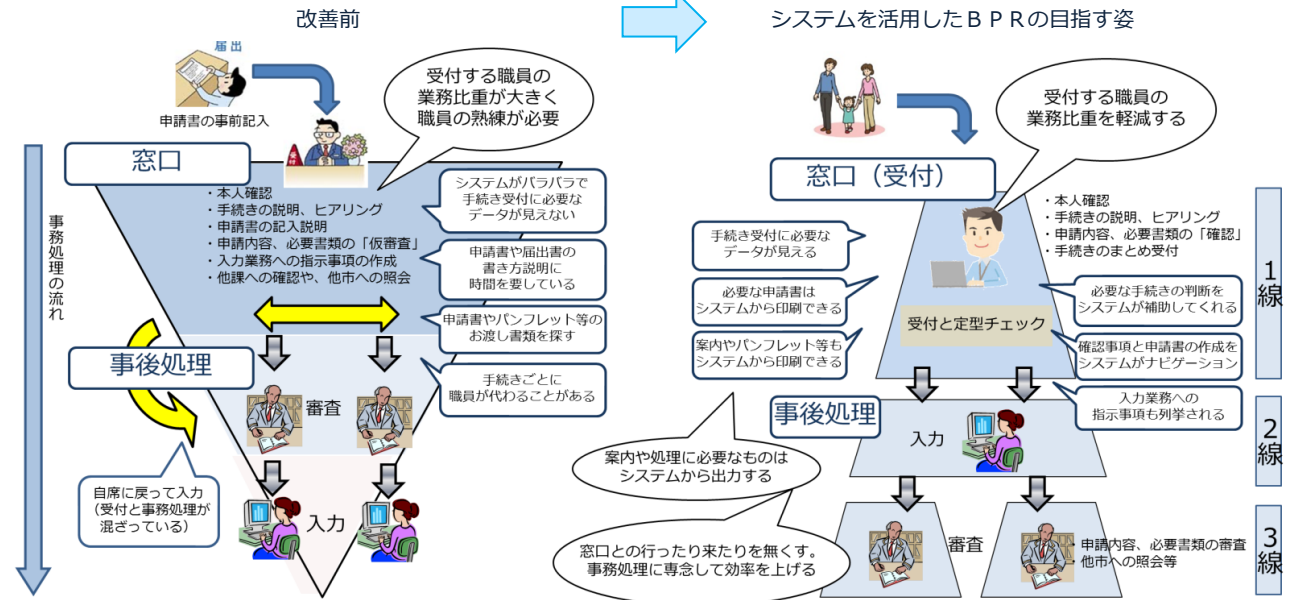 改善前
システムを活用したＢＰＲの目指す姿
届出
申請書の事前記入
受付する職員の
業務比重が大きく
職員の熟練が必要
窓口
受付
・本人確認
・手続きの説明、ヒアリング
・申請書の記入説明
・申請内容、必要書類の「仮審査」
・入力業務への指示事項の作成
・他課への確認や、他市への照会
システムがバラバラで
手続き受付に必要な
データが見えない
申請書や届出書の
書き方説明に
時間を要している
申請書やパンフレット等の
お渡し書類を探す
手続きごとに
職員が代わることがある
事務処理の流れ
事後処理
審査
入力
自席に戻って入力
（受付と事務処理が
混ざっている）
受付する職員の
業務比重を軽減する
窓口（受付）
・本人確認
・手続きの説明、ヒアリング
・申請内容、必要書類の「確認」
・手続きのまとめ受付
手続き受付に必要な
データが見える
必要な申請書は
システムから印刷できる
案内やパンフレット等も
システムから印刷できる
受付と定型チェック
必要な手続きの判断を
システムが補助してくれる
確認事項と申請書の作成を
システムがナビゲーション
入力業務への
指示事項も列挙される
1線
事後処理
入力
2線
案内や処理に必要なものは
システムから出力する
窓口との行ったり来たりを無くす。
事務処理に専念して効率を上げる
審査
・申請内容、必要書類の審査
他市への照会等
3線